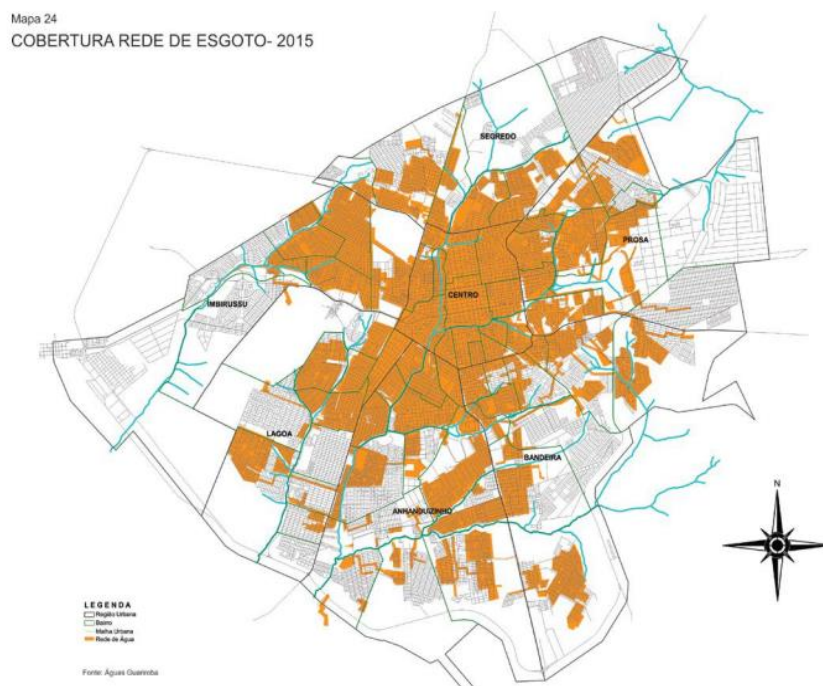 Mapa 24
COBERTURA REDE DE ESGOTO- 2015
SEGREDO
PROSA
CENTRO
IMBIRUSSU
LAGOA
BANDEIRA
ANHANDUIZINHO
N
LEGENDA
Região Urbana
Bairro
Malha Urbana
Rede de Água
Fonte: Águas Guariroba